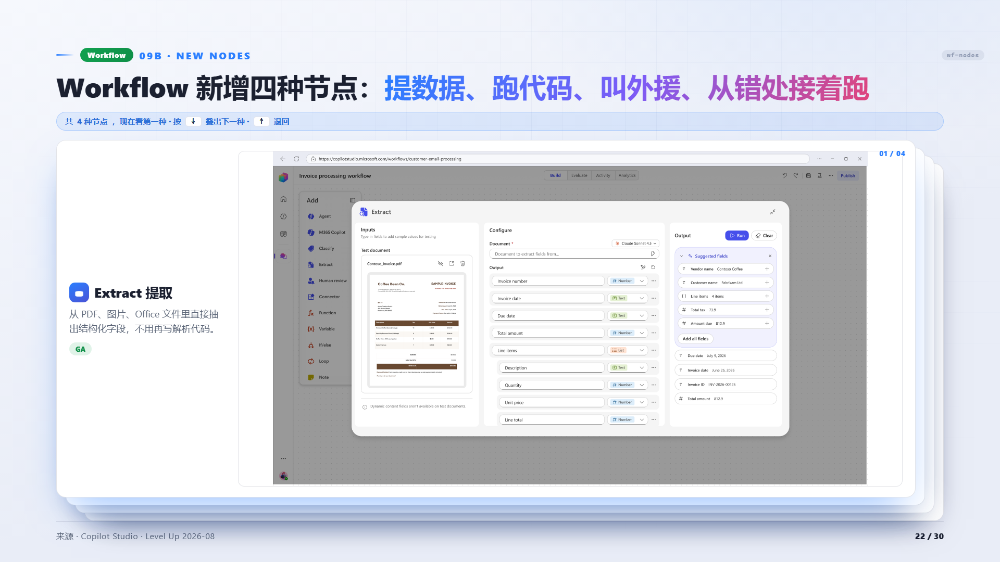 Workflow
09B · NEW NODES
wf-nodes
Workflow 新增四种节点：提数据、跑代码、叫外援、从错处接着跑
共 4 种节点 ，现在看第一种 · 按 ↓ 叠出下一种 · ↑ 退回
01 / 04
Extract 提取
从 PDF、图片、Office 文件里直接抽
出结构化字段，不用再写解析代码。
GA
https://copilotstudio.microsoft.com/workflows/customer-email-processing
Invoice processing workflow
Build
Evaluate
Activity
Analytics
Publish
Add
Agent
M365 Copilot
Classify
Extract
Human review
Connector
Function
Variable
If/else
Loop
Note
Extract
Inputs
Type in fields to add sample values for testing
Test document
Contoso_Invoice.pdf
Coffee Bean Co.
SAMPLE INVOICE
Dynamic content fields aren't available on test documents.
Configure
Document *
Claude Sonnet 4.5
Document to extract fields from...
Output
Invoice number
Number
Invoice date
Text
Due date
Text
Total amount
Number
Line items
List
Description
Text
Quantity
Number
Unit price
Number
Line total
Number
Output
Run
Clear
Suggested fields
Vendor name Contoso Coffee
Customer name Fabrikam Ltd.
Line items 4 items
Total tax 73.9
Amount due 812.9
Add all fields
Due date July 9, 2026
Invoice date June 25, 2026
Invoice ID INV-2026-00125
Total amount 812.9
来源 · Copilot Studio · Level Up 2026-08
22 / 30